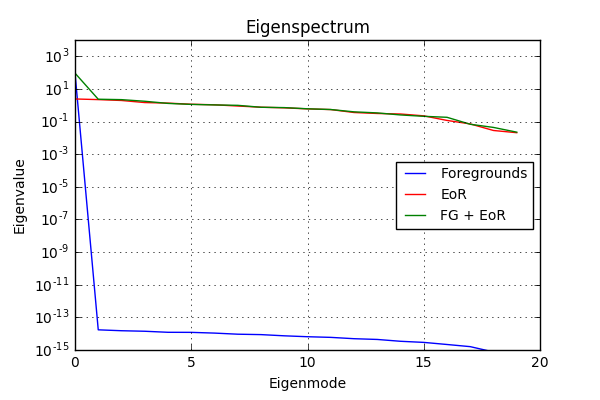 Eigenspectrum
Eigenvalue
10^3
10^1
10^-1
10^-3
10^-5
10^-7
10^-9
10^-11
10^-13
10^-15
Foregrounds
EoR
FG + EoR
0 5 10 15 20
Eigenmode